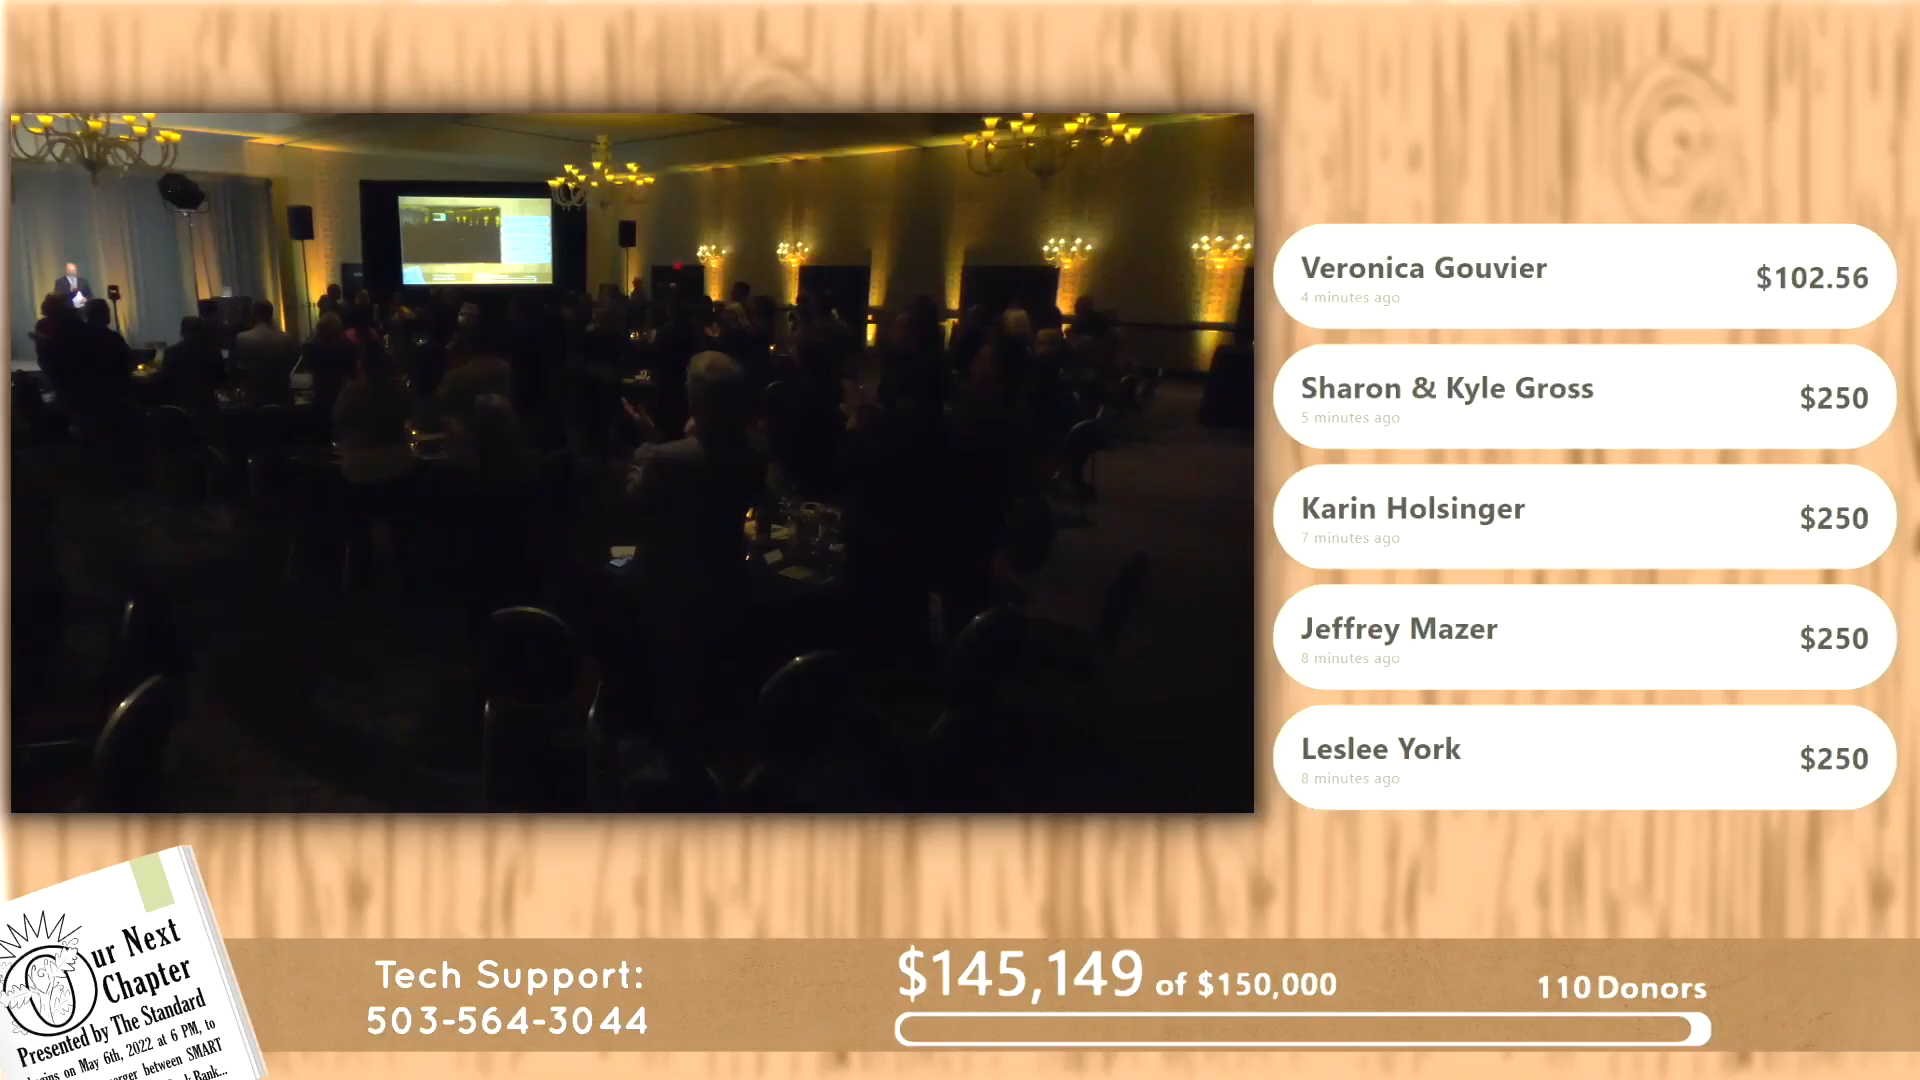 Veronica Gouvier
4 minutes ago
$102.56
Sharon & Kyle Gross
5 minutes ago
$250
Karin Holsinger
7 minutes ago
$250
Jeffrey Mazer
8 minutes ago
$250
Leslee York
8 minutes ago
$250
Our Next
Chapter
Presented by The Standard
on May 6th, 2022 at 6 PM, to
between SMART
Bank...
Tech Support:
503-564-3044
$145,149 of $150,000
110 Donors